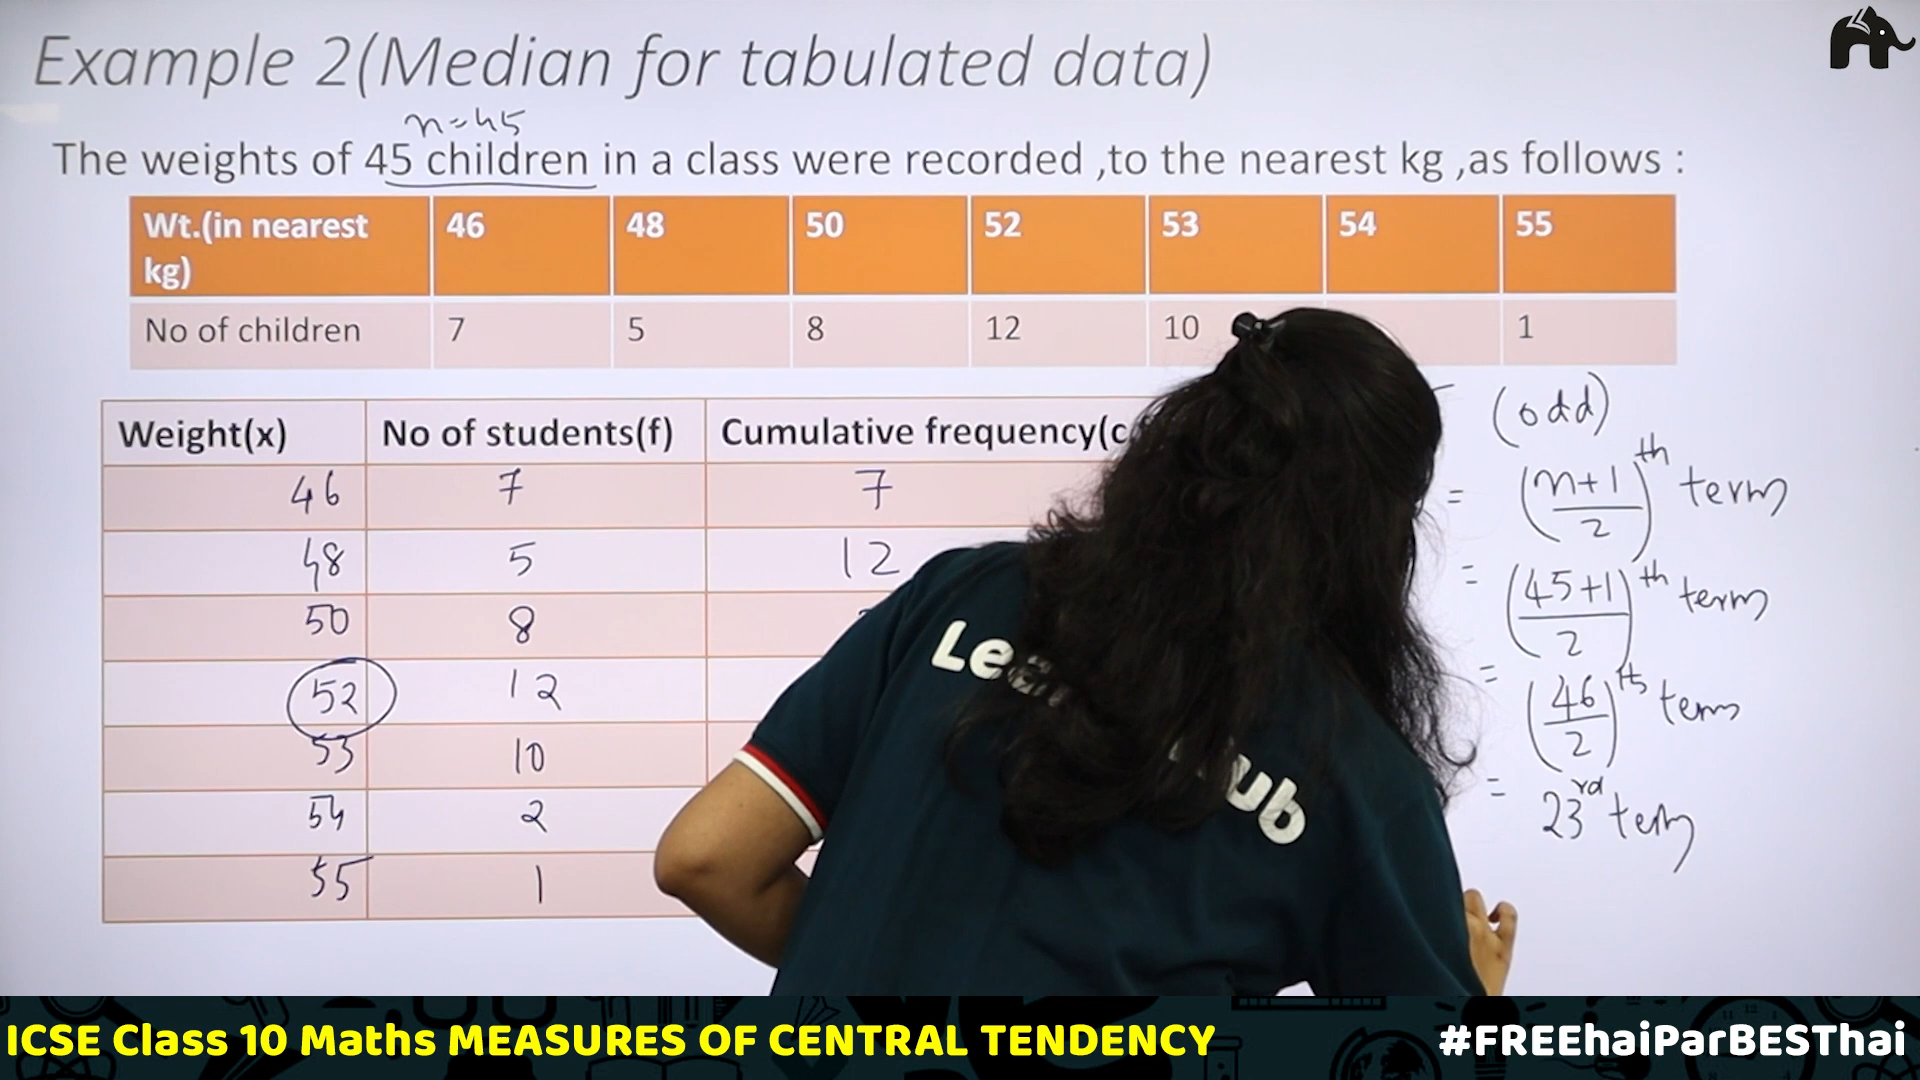 Example 2(Median for tabulated data)
n=45
The weights of 45 children in a class were recorded ,to the nearest kg ,as follows :
Wt.(in nearest kg) 46 48 50 52 53 54 55
No of children 7 5 8 12 10 1
Weight(x) No of students(f) Cumulative frequency(c
46 7 7
48 5 12
50 8
52 12
53 10
54 2
55 1
(odd)
= (n+1/2)th term
= (45+1/2)th term
= (46/2)th term
= 23rd term
Lea
ub
ICSE Class 10 Maths MEASURES OF CENTRAL TENDENCY
#FREEhaiParBESThai